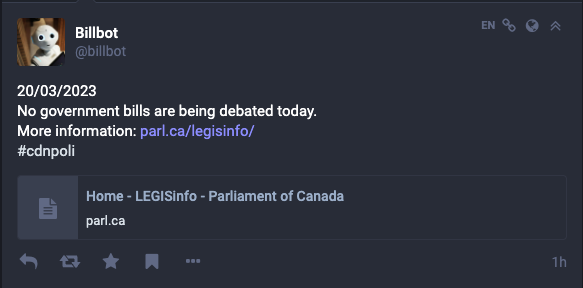 Billbot
@billbot
EN
20/03/2023
No government bills are being debated today.
More information: parl.ca/legisinfo/
#cdnpoli
Home - LEGISinfo - Parliament of Canada
parl.ca
1h